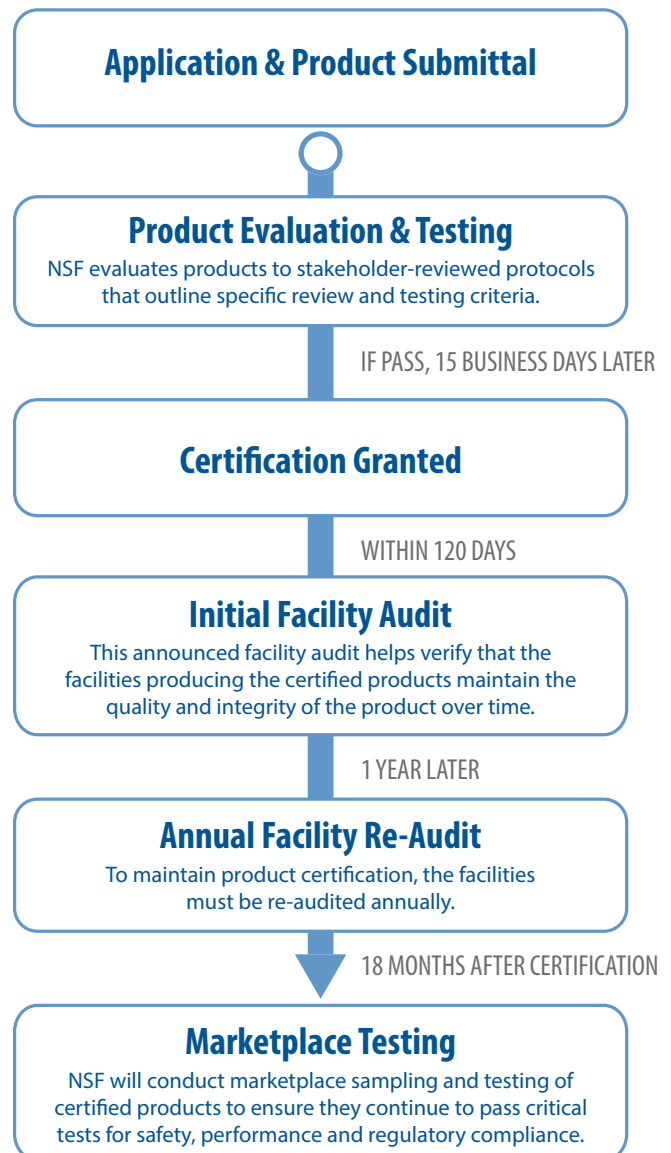 Application & Product Submittal
Product Evaluation & Testing
NSF evaluates products to stakeholder-reviewed protocols
that outline specific review and testing criteria.
IF PASS, 15 BUSINESS DAYS LATER
Certification Granted
WITHIN 120 DAYS
Initial Facility Audit
This announced facility audit helps verify that the
facilities producing the certified products maintain the
quality and integrity of the product over time.
1 YEAR LATER
Annual Facility Re-Audit
To maintain product certification, the facilities
must be re-audited annually.
18 MONTHS AFTER CERTIFICATION
Marketplace Testing
NSF will conduct marketplace sampling and testing of
certified products to ensure they continue to pass critical
tests for safety, performance and regulatory compliance.